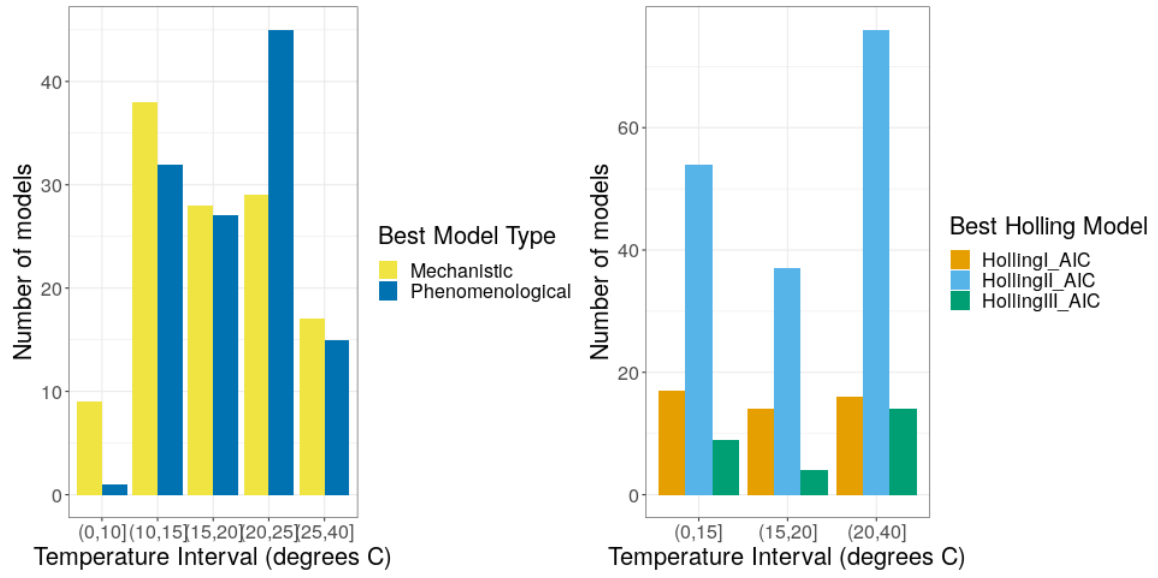 Number of models
40
30
20
10
0
(0,10] (10,15] (15,20] (20,25] (25,40]
Temperature Interval (degrees C)
Best Model Type
Mechanistic
Phenomenological
Number of models
60
40
20
0
(0,15] (15,20] (20,40]
Temperature Interval (degrees C)
Best Holling Model
HollingI_AIC
HollingII_AIC
HollingIII_AIC